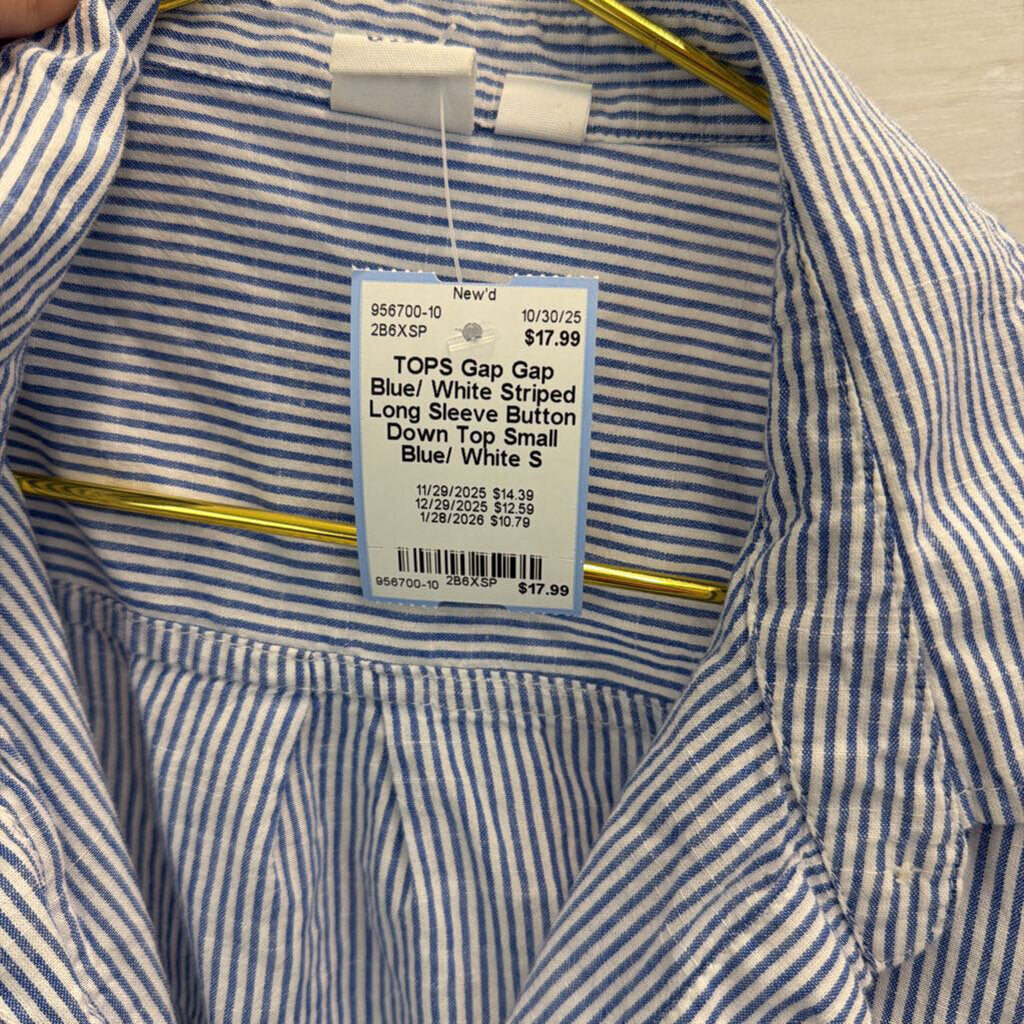 New'd
956700-10 10/30/25
2B6XSP $17.99
TOPS Gap Gap
Blue/ White Striped
Long Sleeve Button
Down Top Small
Blue/ White S
11/29/2025 $14.39
12/29/2025 $12.59
1/28/2026 $10.79
956700-10 2B6XSP $17.99